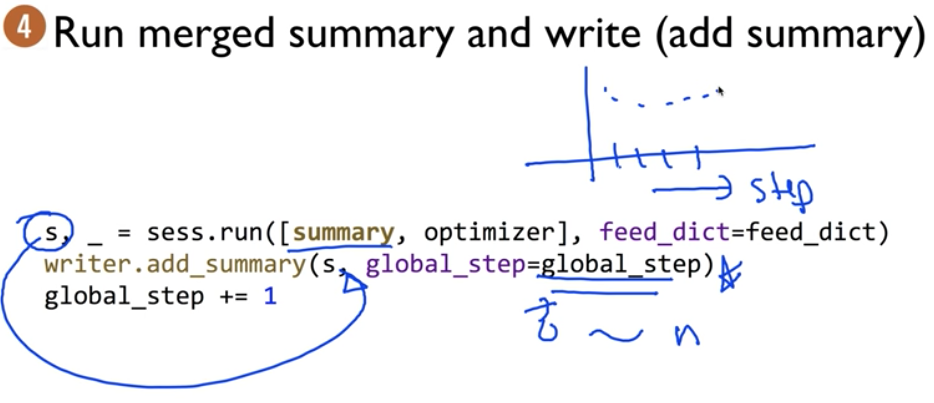 4 Run merged summary and write (add summary)
step
s, _ = sess.run([summary, optimizer], feed_dict=feed_dict)
writer.add_summary(s, global_step=global_step)
global_step += 1
~ n